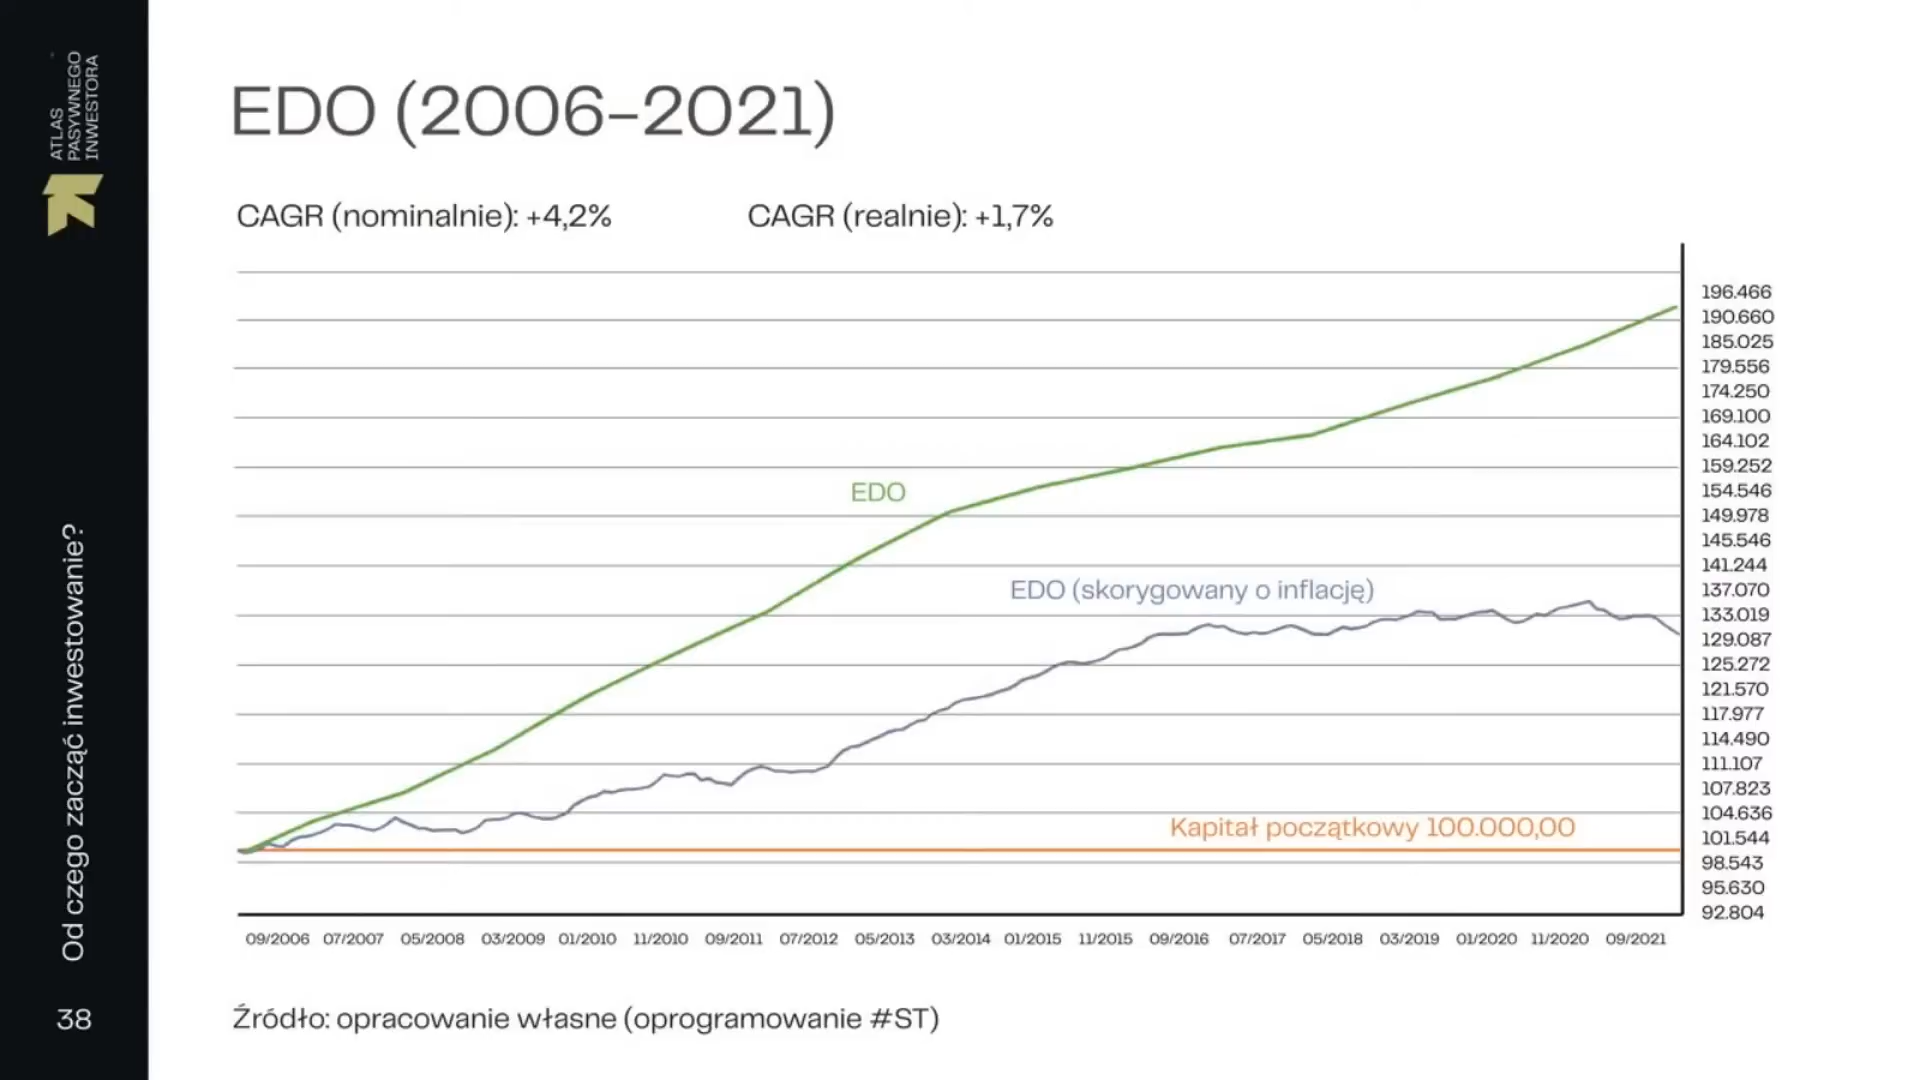 ATLAS
PASYWNEGO
INWESTORA
Od czego zacząć inwestowanie?
38
EDO (2006–2021)
CAGR (nominalnie): +4,2%
CAGR (realnie): +1,7%
196.466
190.660
185.025
179.556
174.250
169.100
164.102
159.252
154.546
149.978
145.546
141.244
137.070
133.019
129.087
125.272
121.570
117.977
114.490
111.107
107.823
104.636
101.544
98.543
95.630
92.804
EDO
EDO (skorygowany o inflację)
Kapitał początkowy 100.000,00
09/2006 07/2007 05/2008 03/2009 01/2010 11/2010 09/2011 07/2012 05/2013 03/2014 01/2015 11/2015 09/2016 07/2017 05/2018 03/2019 01/2020 11/2020 09/2021
Źródło: opracowanie własne (oprogramowanie #ST)